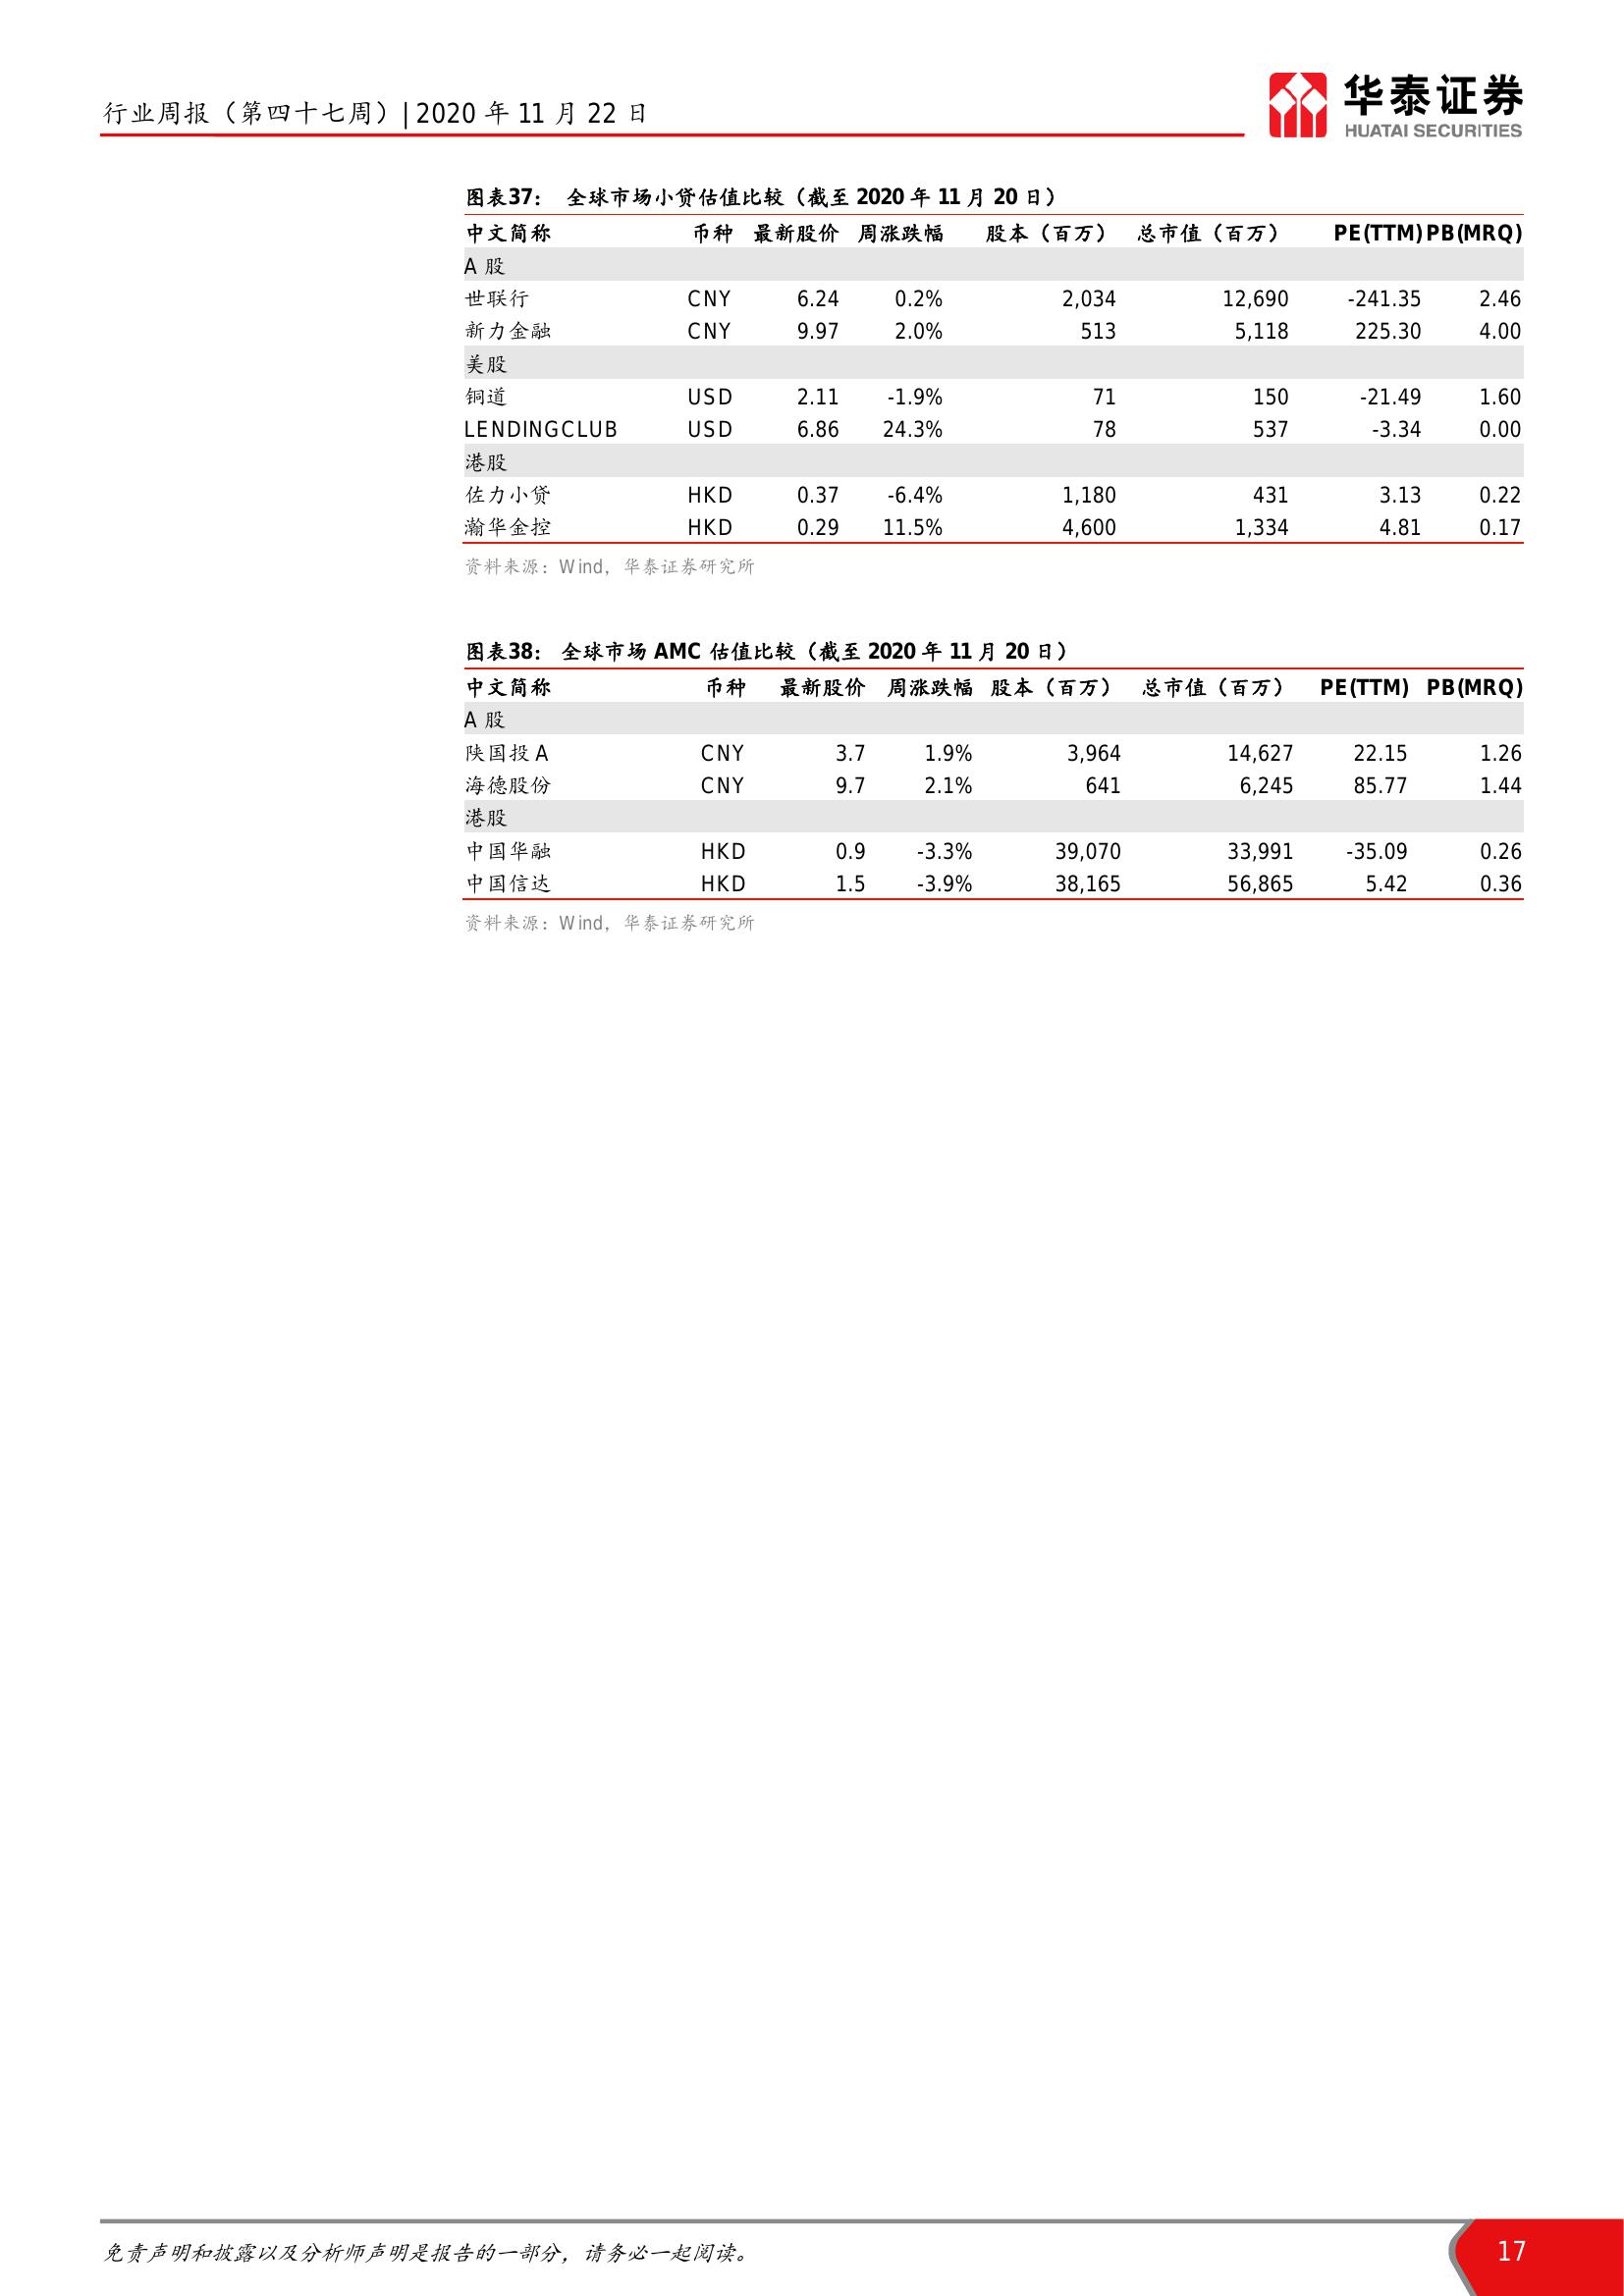 行业周报（第四十七周）| 2020 年 11 月 22 日
华泰证券
HUATAI SECURITIES
图表37： 全球市场小贷估值比较（截至 2020 年 11 月 20 日）
中文简称 币种 最新股价 周涨跌幅 股本（百万） 总市值（百万） PE(TTM) PB(MRQ)
A 股
世联行 CNY 6.24 0.2% 2,034 12,690 -241.35 2.46
新力金融 CNY 9.97 2.0% 513 5,118 225.30 4.00
美股
铜道 USD 2.11 -1.9% 71 150 -21.49 1.60
LENDINGCLUB USD 6.86 24.3% 78 537 -3.34 0.00
港股
佐力小贷 HKD 0.37 -6.4% 1,180 431 3.13 0.22
瀚华金控 HKD 0.29 11.5% 4,600 1,334 4.81 0.17
资料来源：Wind，华泰证券研究所
图表38： 全球市场 AMC 估值比较（截至 2020 年 11 月 20 日）
中文简称 币种 最新股价 周涨跌幅 股本（百万） 总市值（百万） PE(TTM) PB(MRQ)
A 股
陕国投 A CNY 3.7 1.9% 3,964 14,627 22.15 1.26
海德股份 CNY 9.7 2.1% 641 6,245 85.77 1.44
港股
中国华融 HKD 0.9 -3.3% 39,070 33,991 -35.09 0.26
中国信达 HKD 1.5 -3.9% 38,165 56,865 5.42 0.36
资料来源：Wind，华泰证券研究所
免责声明和披露以及分析师声明是报告的一部分，请务必一起阅读。
17